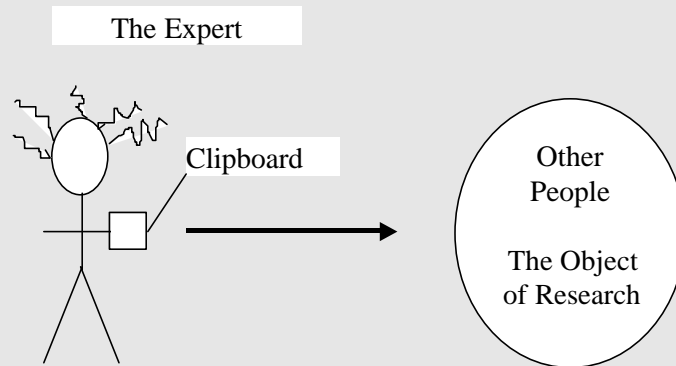 The Expert
Clipboard
Other
People
The Object
of Research